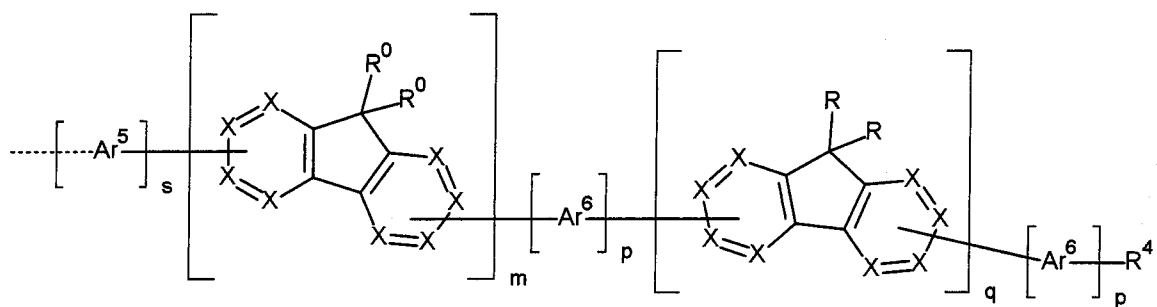 R⁰
X R⁰ R
X R
Ar⁵ X X
X s X
X X X
Ar⁶ X
X X X p
X X X Ar⁶ R⁴
m q p